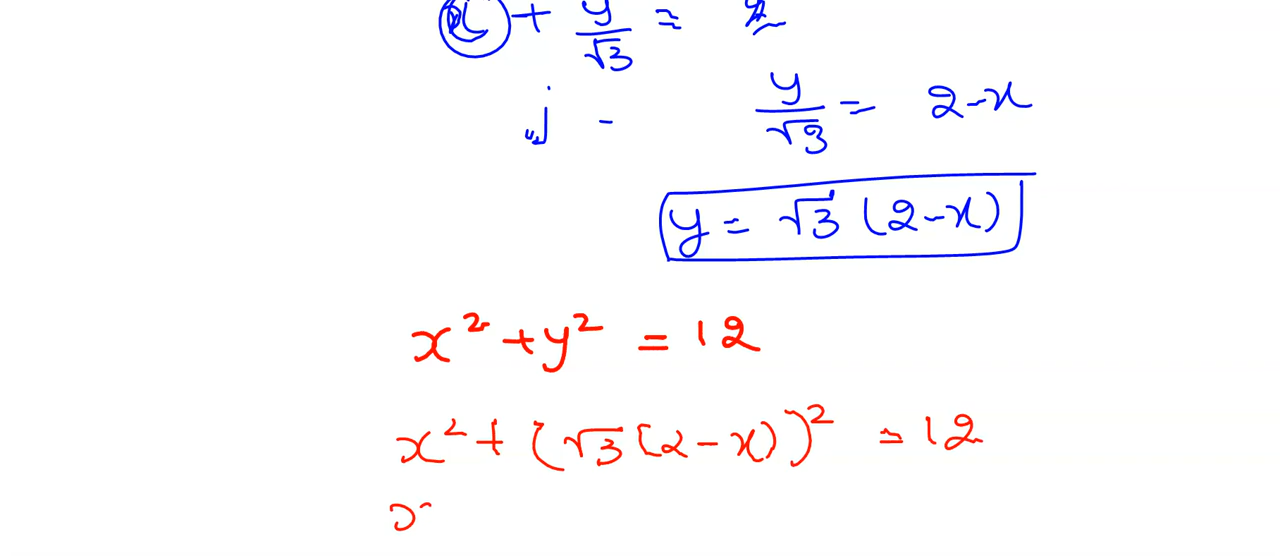 x + y/√3 = 2
y/√3 = 2-x
y = √3 (2-x)
x² + y² = 12
x² + (√3 (2-x))² = 12
x